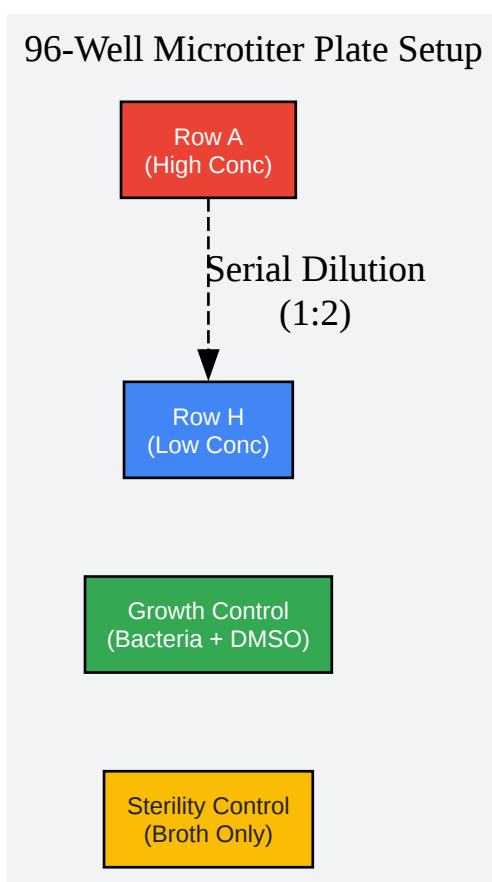 96-Well Microtiter Plate Setup
Row A
(High Conc)
Serial Dilution
(1:2)
Row H
(Low Conc)
Growth Control
(Bacteria + DMSO)
Sterility Control
(Broth Only)